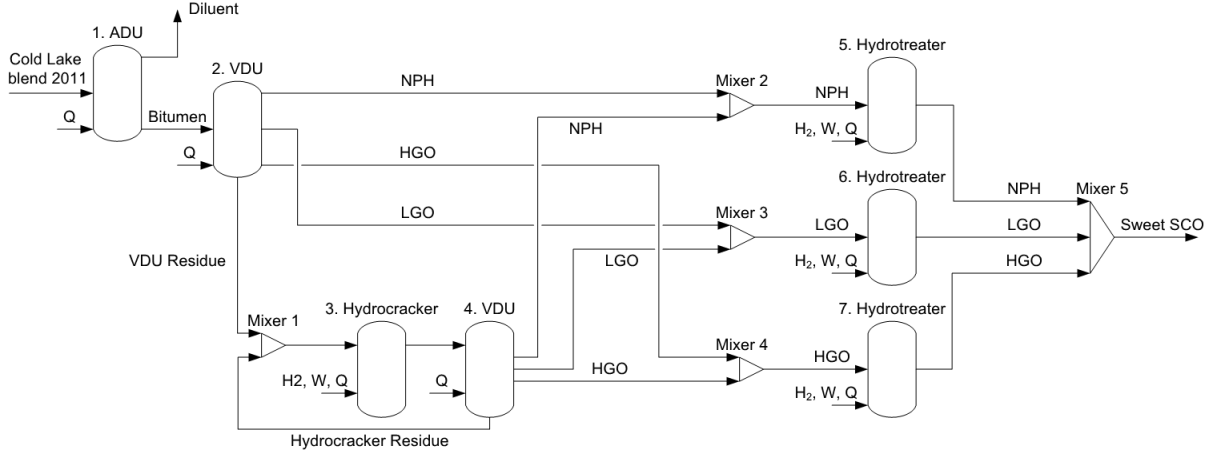 Diluent
1. ADU
Cold Lake
blend 2011
Q
Bitumen
2. VDU
Q
NPH
NPH
HGO
LGO
LGO
VDU Residue
Mixer 1
3. Hydrocracker
H2, W, Q
4. VDU
Q
HGO
Hydrocracker Residue
Mixer 2
NPH
5. Hydrotreater
H₂, W, Q
Mixer 3
LGO
6. Hydrotreater
H₂, W, Q
Mixer 4
HGO
7. Hydrotreater
H₂, W, Q
NPH
LGO
HGO
Mixer 5
Sweet SCO